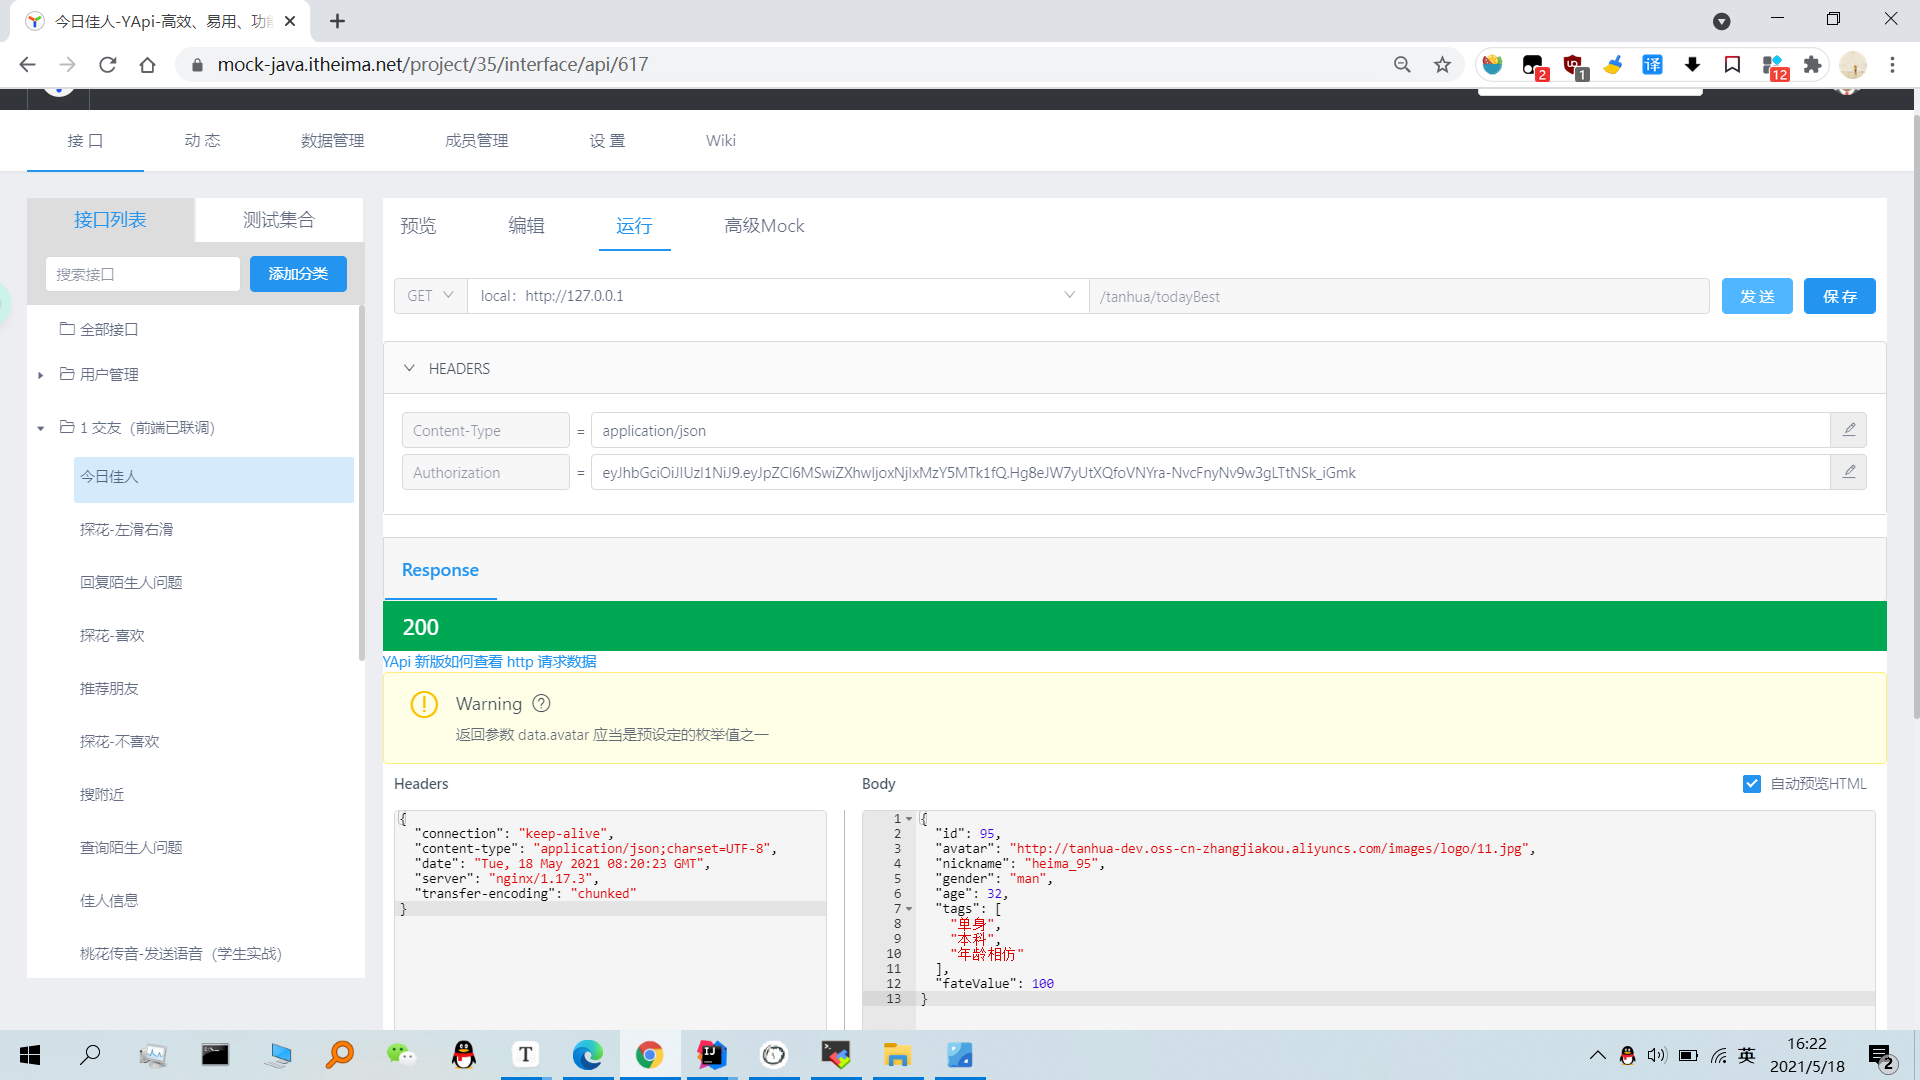 今日佳人-YApi-高效、易用、功能
mock-java.itheima.net/project/35/interface/api/617
2
1
译
12
接 口
动 态
数据管理
成员管理
设 置
Wiki
接口列表
测试集合
搜索接口
添加分类
全部接口
用户管理
1 交友（前端已联调）
今日佳人
探花-左滑右滑
回复陌生人问题
探花-喜欢
推荐朋友
探花-不喜欢
搜附近
查询陌生人问题
佳人信息
桃花传音-发送语音（学生实战）
预览
编辑
运行
高级Mock
GET
local：http://127.0.0.1
/tanhua/todayBest
发 送
保 存
HEADERS
Content-Type = application/json
Authorization = eyJhbGciOiJIUzI1NiJ9.eyJpZCI6MSwiZXhwIjoxNjIxMzY5MTk1fQ.Hg8eJW7yUtXQfoVNYra-NvcFnyNv9w3gLTtNSk_iGmk
Response
200
YApi 新版如何查看 http 请求数据
Warning
返回参数 data.avatar 应当是预设定的枚举值之一
Headers
{
"connection": "keep-alive",
"content-type": "application/json;charset=UTF-8",
"date": "Tue, 18 May 2021 08:20:23 GMT",
"server": "nginx/1.17.3",
"transfer-encoding": "chunked"
}
Body
自动预览HTML
1 {
2 "id": 95,
3 "avatar": "http://tanhua-dev.oss-cn-zhangjiakou.aliyuncs.com/images/logo/11.jpg",
4 "nickname": "heima_95",
5 "gender": "man",
6 "age": 32,
7 "tags": [
8 "单身",
9 "本科",
10 "年龄相仿"
11 ],
12 "fateValue": 100
13 }
T
IJ
英
16:22
2021/5/18
2